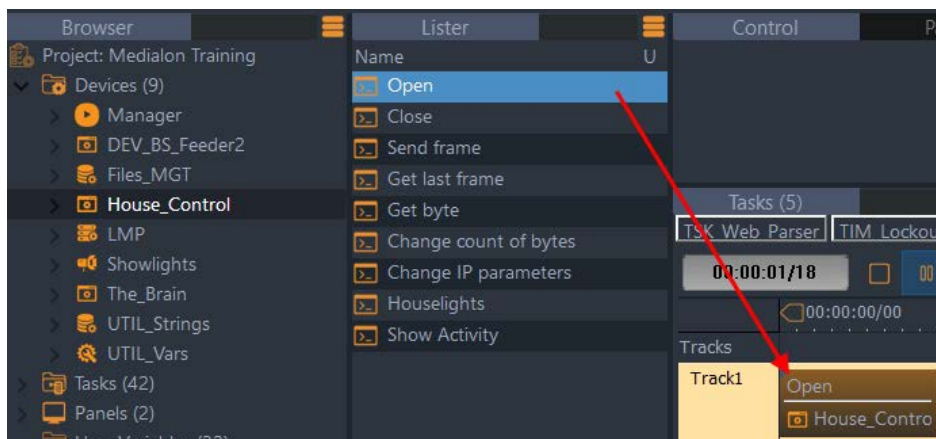 Browser
Project: Medialon Training
Devices (9)
Manager
DEV_BS_Feeder2
Files_MGT
House_Control
LMP
Showlights
The_Brain
UTIL_Strings
UTIL_Vars
Tasks (42)
Panels (2)
Lister
Name U
Open
Close
Send frame
Get last frame
Get byte
Change count of bytes
Change IP parameters
Houselights
Show Activity
Control
Tasks (5)
TSK_Web_Parser TIM_Lockou
00:00:01/18
00:00:00/00
Tracks
Track1
Open
House_Contro